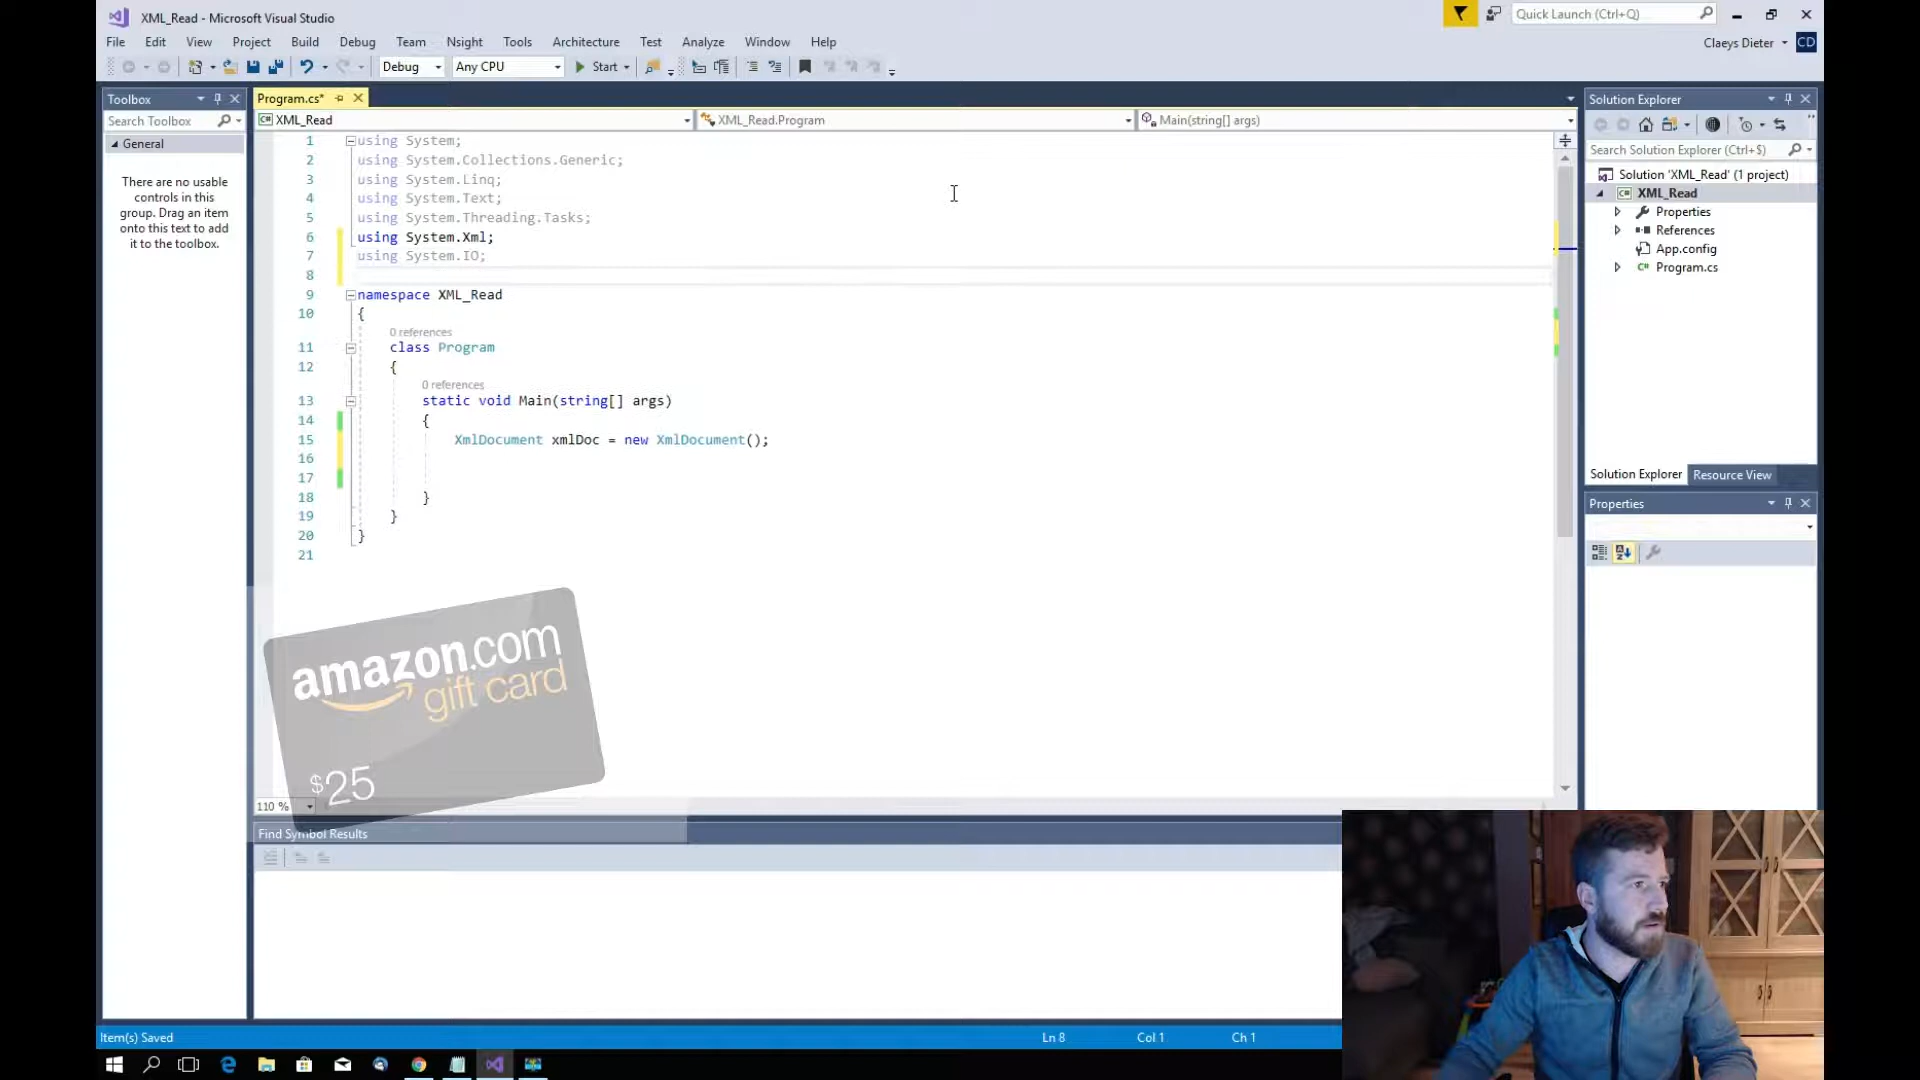 XML_Read - Microsoft Visual Studio
Quick Launch (Ctrl+Q)
File Edit View Project Build Debug Team Nsight Tools Architecture Test Analyze Window Help
Claeys Dieter CD
Debug Any CPU Start
Toolbox
Search Toolbox
General
There are no usable
controls in this
group. Drag an item
onto this text to add
it to the toolbox.
Program.cs*
XML_Read XML_Read.Program Main(string[] args)
1 using System;
2 using System.Collections.Generic;
3 using System.Linq;
4 using System.Text;
5 using System.Threading.Tasks;
6 using System.Xml;
7 using System.IO;
8
9 namespace XML_Read
10 {
0 references
11 class Program
12 {
0 references
13 static void Main(string[] args)
14 {
15 XmlDocument xmlDoc = new XmlDocument();
16
17
18 }
19 }
20 }
21
amazon.com
gift card
$25
110 %
Find Symbol Results
Solution Explorer
Search Solution Explorer (Ctrl+$)
Solution 'XML_Read' (1 project)
XML_Read
Properties
References
App.config
Program.cs
Solution Explorer Resource View
Properties
Item(s) Saved Ln 8 Col 1 Ch 1